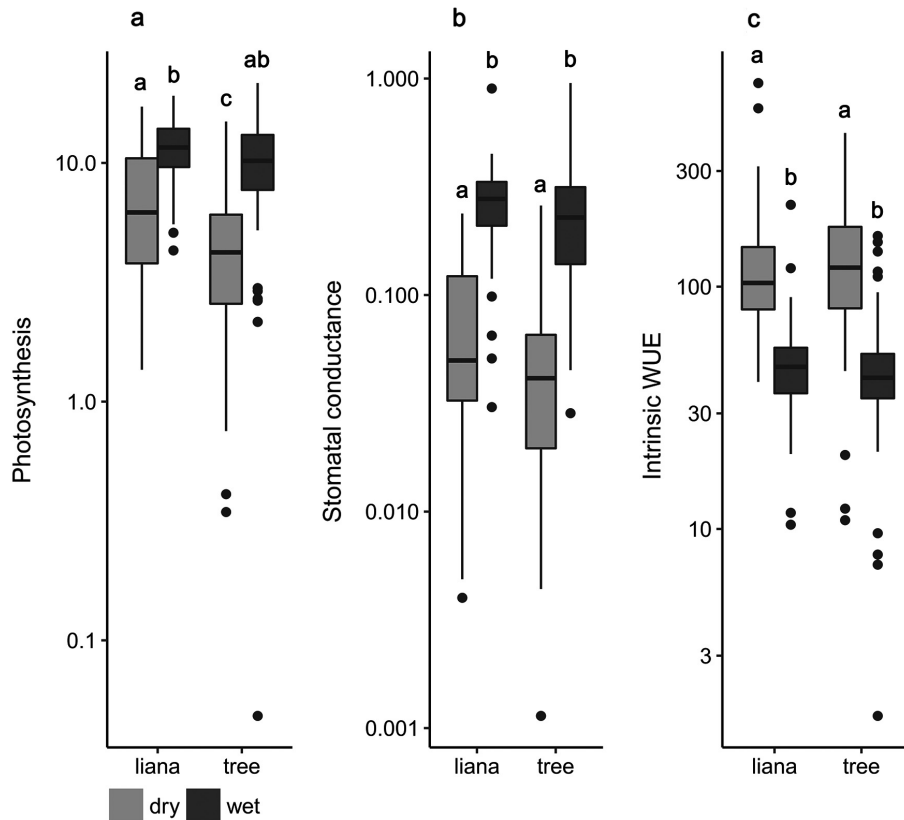 a
Photosynthesis
10.0
1.0
0.1
a
b
c
ab
liana
tree
dry
wet
b
Stomatal conductance
1.000
0.100
0.010
0.001
a
b
a
b
liana
tree
c
Intrinsic WUE
300
100
30
10
3
a
b
a
b
liana
tree